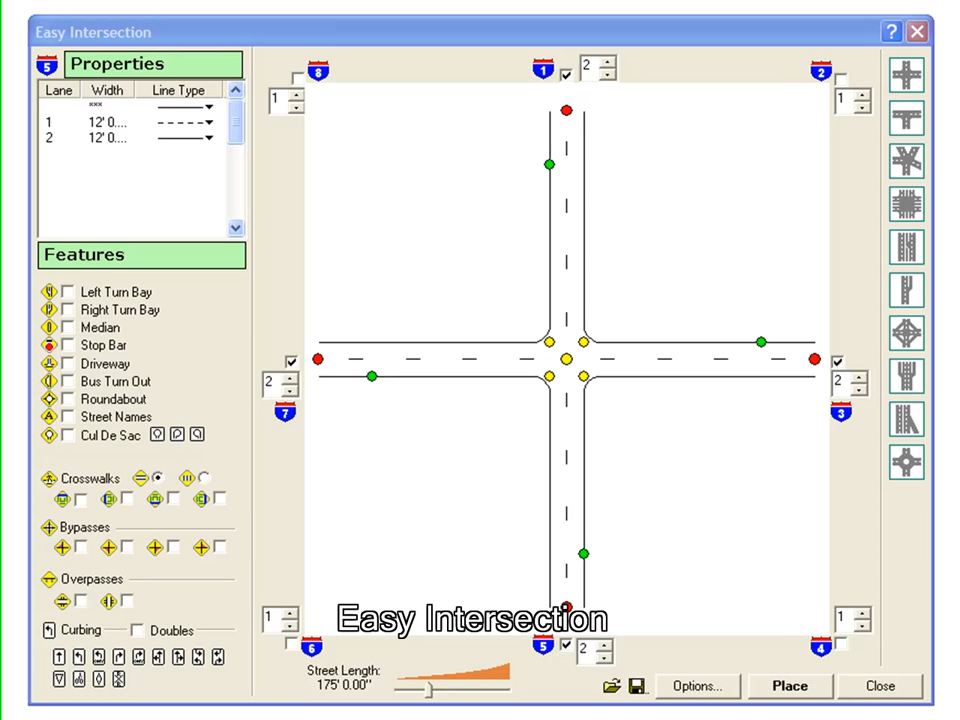 Easy Intersection
5 Properties
Lane Width Line Type
***
1 12' 0....
2 12' 0....
Features
Left Turn Bay
Right Turn Bay
Median
Stop Bar
Driveway
Bus Turn Out
Roundabout
Street Names
Cul De Sac
Crosswalks
Bypasses
Overpasses
Curbing Doubles
8 1 2 2
1 1
2 2
7 3
1 1
6 5 2 4
Easy Intersection
Street Length:
175' 0.00"
Options... Place Close